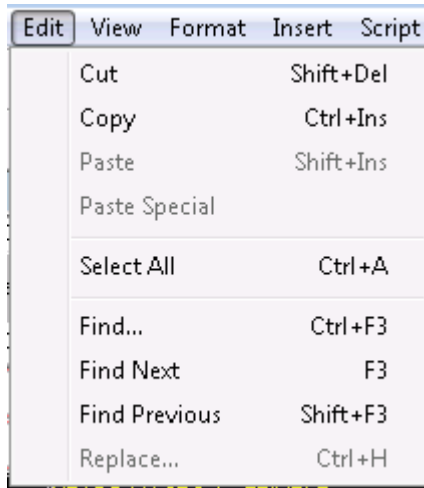 Edit View Format Insert Script
Cut Shift+Del
Copy Ctrl+Ins
Paste Shift+Ins
Paste Special
Select All Ctrl+A
Find... Ctrl+F3
Find Next F3
Find Previous Shift+F3
Replace... Ctrl+H